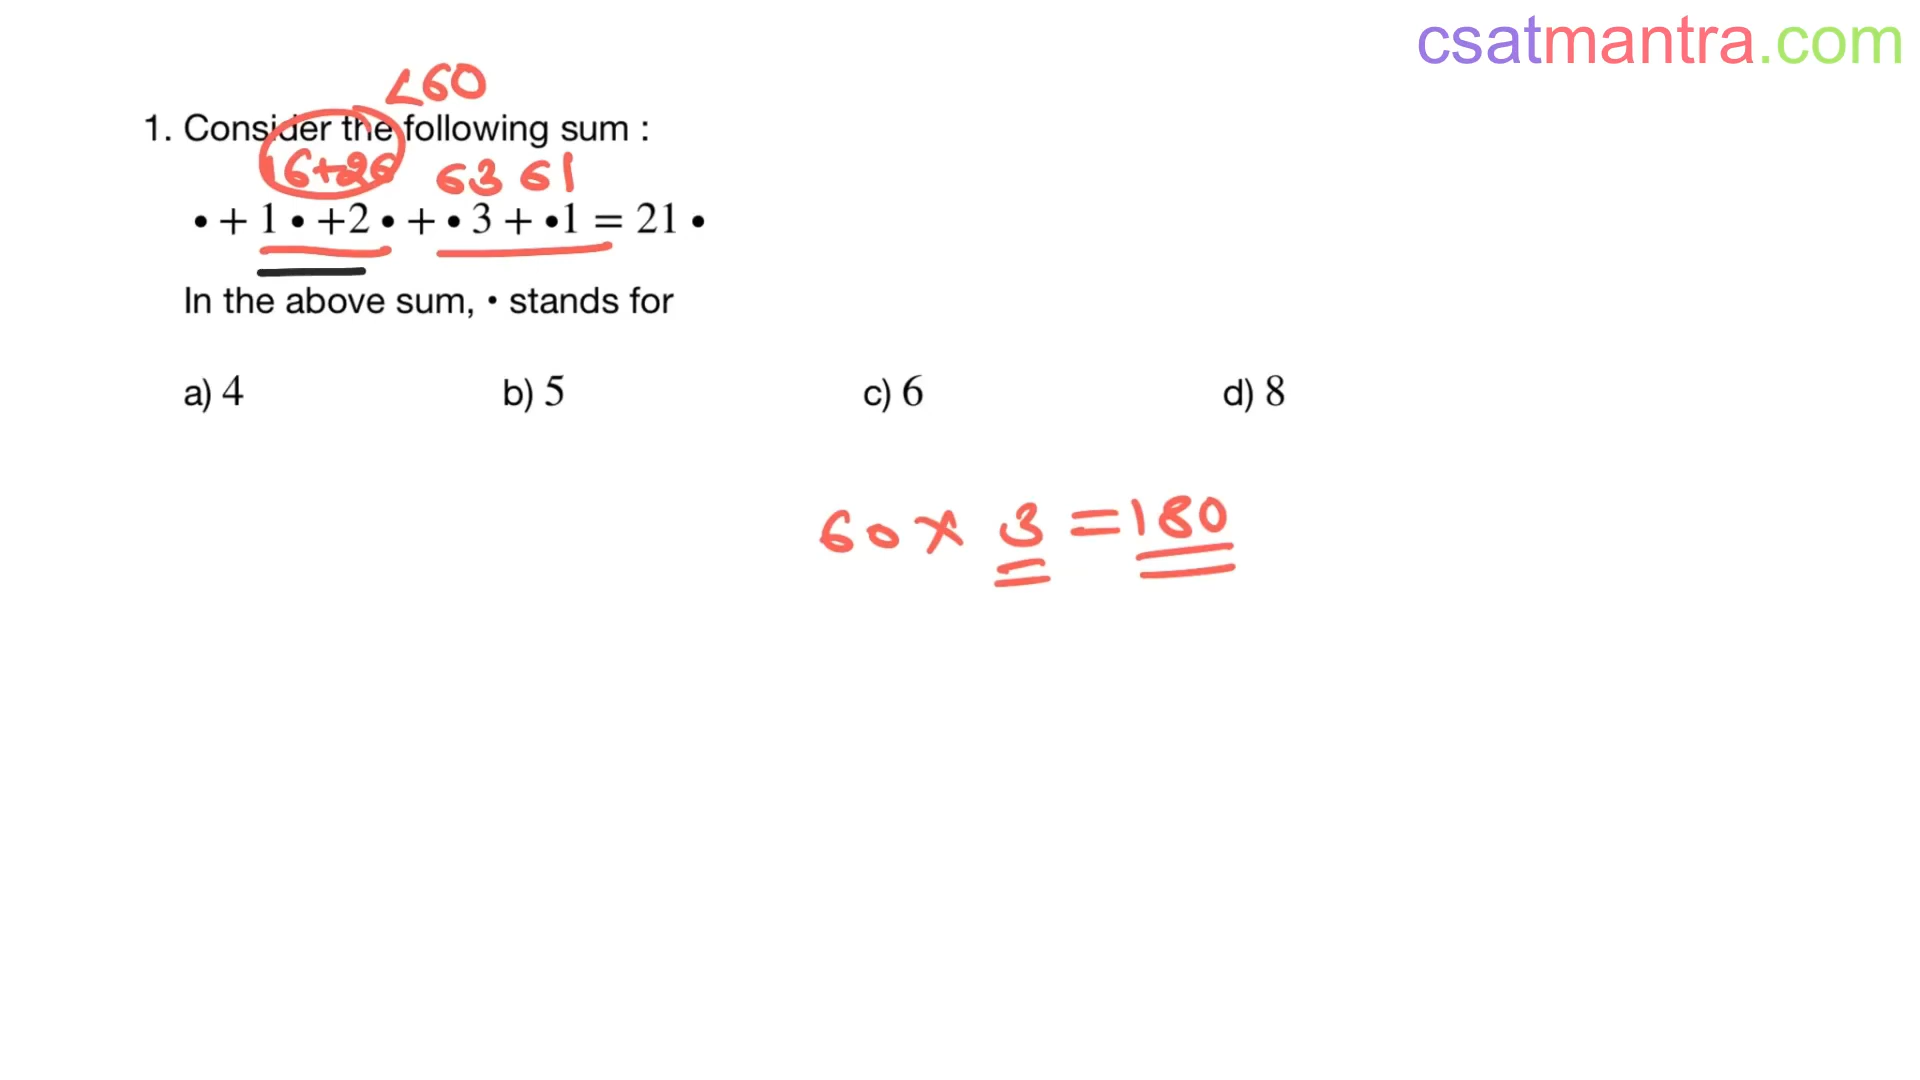 csatmantra.com
<60
1. Consider the following sum :
16+26 63 61
• + 1 • +2 • + • 3 + •1 = 21 •
In the above sum, • stands for
a) 4 b) 5 c) 6 d) 8
60 x 3 = 180